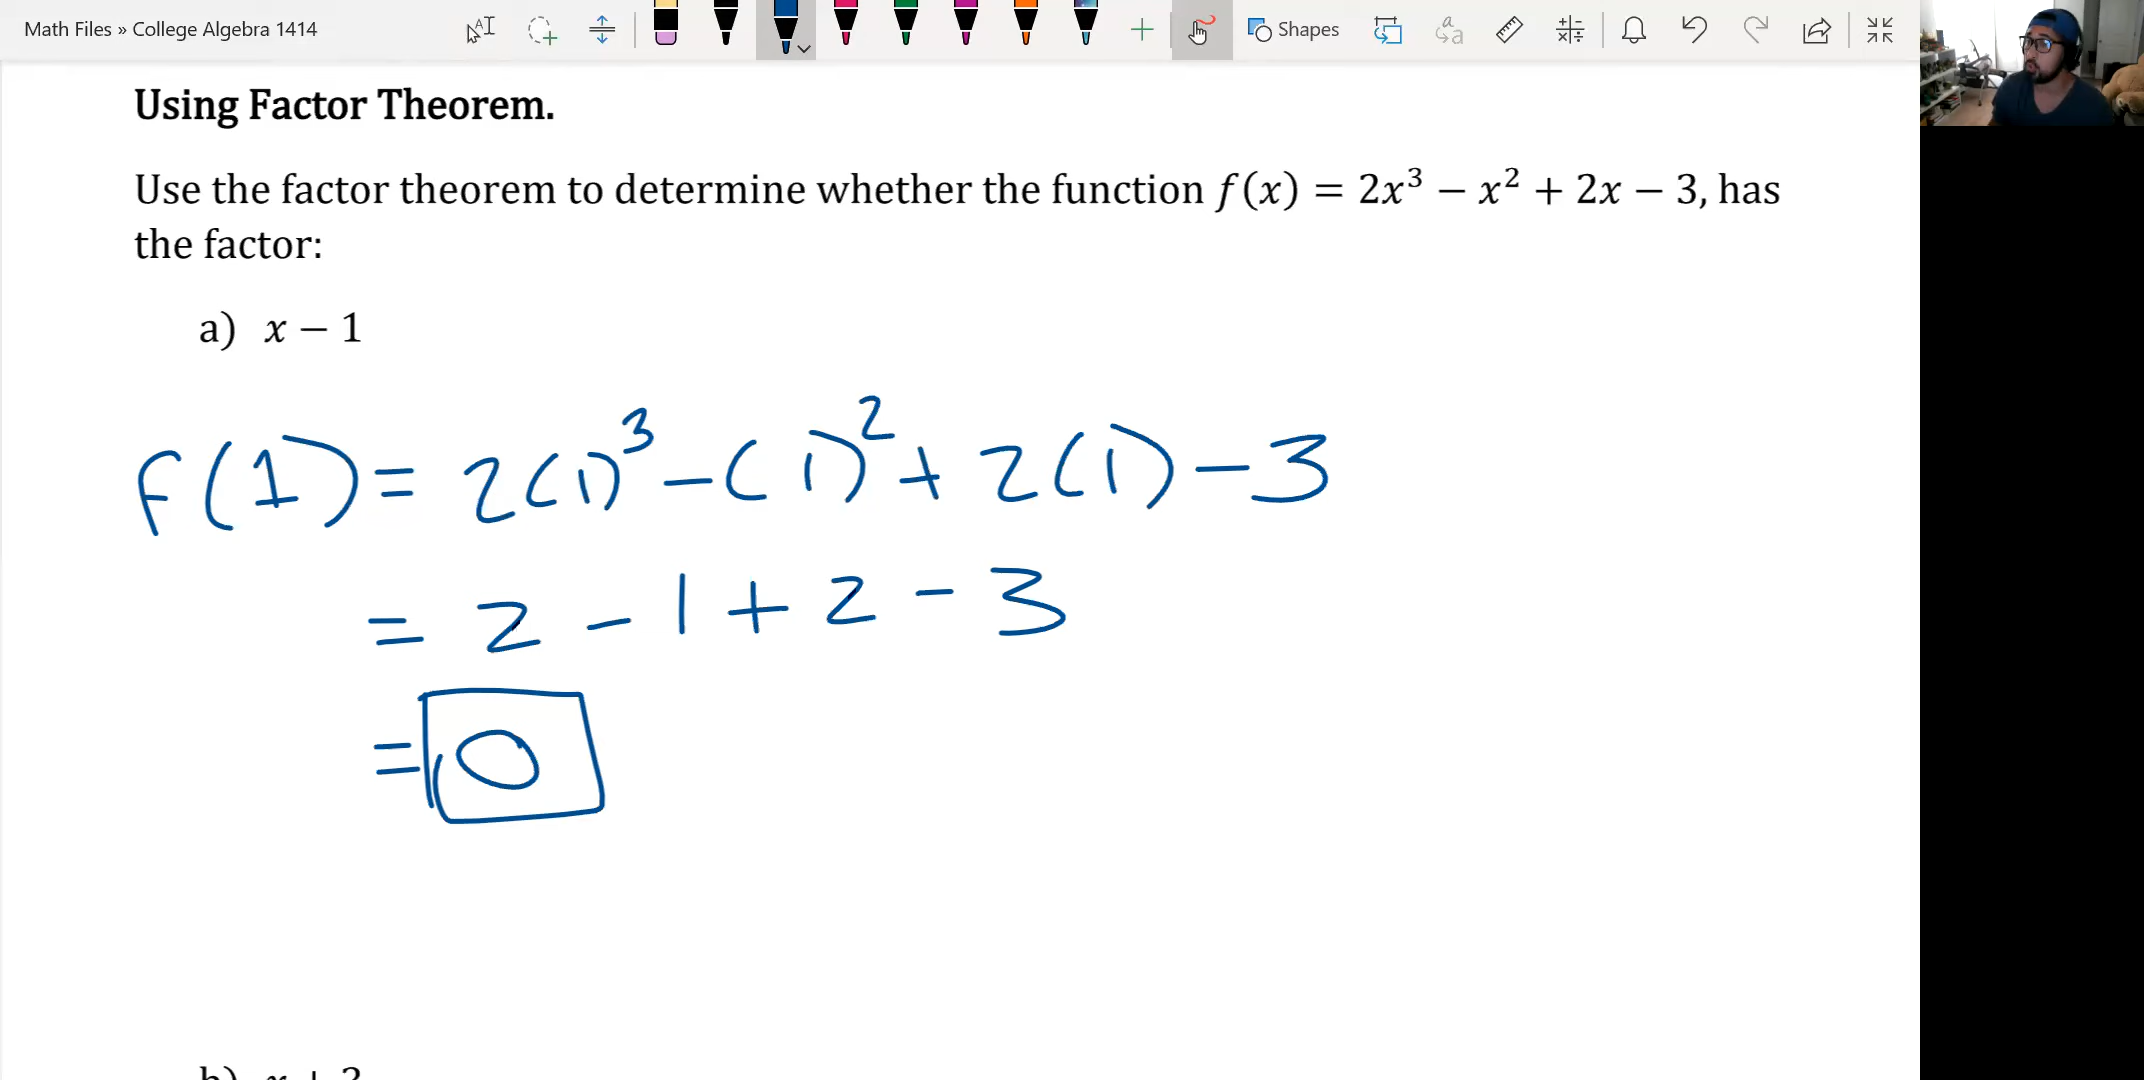 Math Files » College Algebra 1414
Shapes
Using Factor Theorem.
Use the factor theorem to determine whether the function f(x) = 2x³ − x² + 2x − 3, has
the factor:
a) x − 1
f(1) = 2(1)³ − (1)² + 2(1) − 3
= 2 − 1 + 2 − 3
= 0